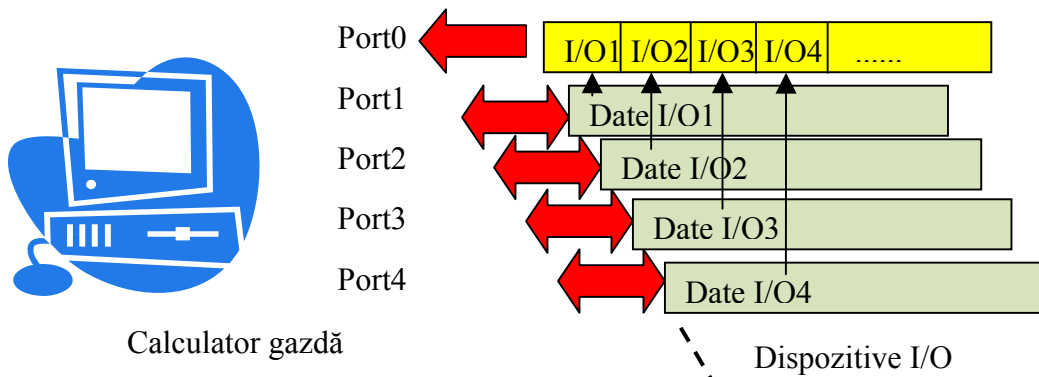 Port0 I/O1 I/O2 I/O3 I/O4 ......
Port1 Date I/O1
Port2 Date I/O2
Port3 Date I/O3
Port4 Date I/O4
Calculator gazdă Dispozitive I/O